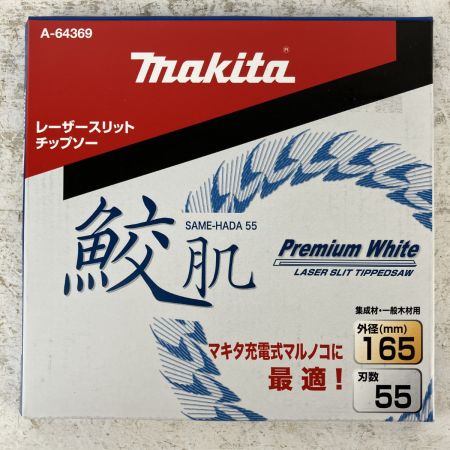 A-64369
makita®
レーザースリット
チップソー
鮫肌
SAME-HADA 55
Premium White
LASER SLIT TIPPEDSAW
集成材・一般木材用
マキタ充電式マルノコに
最適！
外径(mm)
165
刃数
55